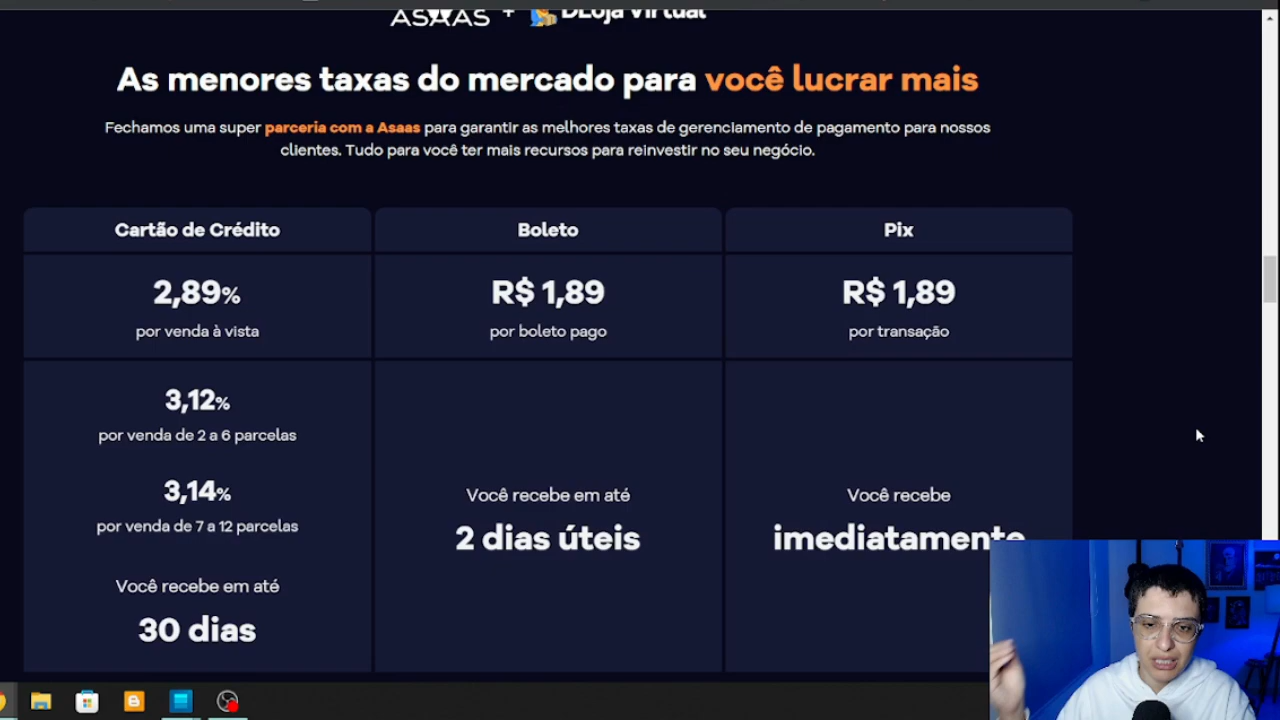 ASAAS + DLoja Virtual
As menores taxas do mercado para você lucrar mais
Fechamos uma super parceria com a Asaas para garantir as melhores taxas de gerenciamento de pagamento para nossos
clientes. Tudo para você ter mais recursos para reinvestir no seu negócio.
Cartão de Crédito
Boleto
Pix
2,89%
por venda à vista
R$ 1,89
por boleto pago
R$ 1,89
por transação
3,12%
por venda de 2 a 6 parcelas
3,14%
por venda de 7 a 12 parcelas
Você recebe em até
30 dias
Você recebe em até
2 dias úteis
Você recebe
imediatamente